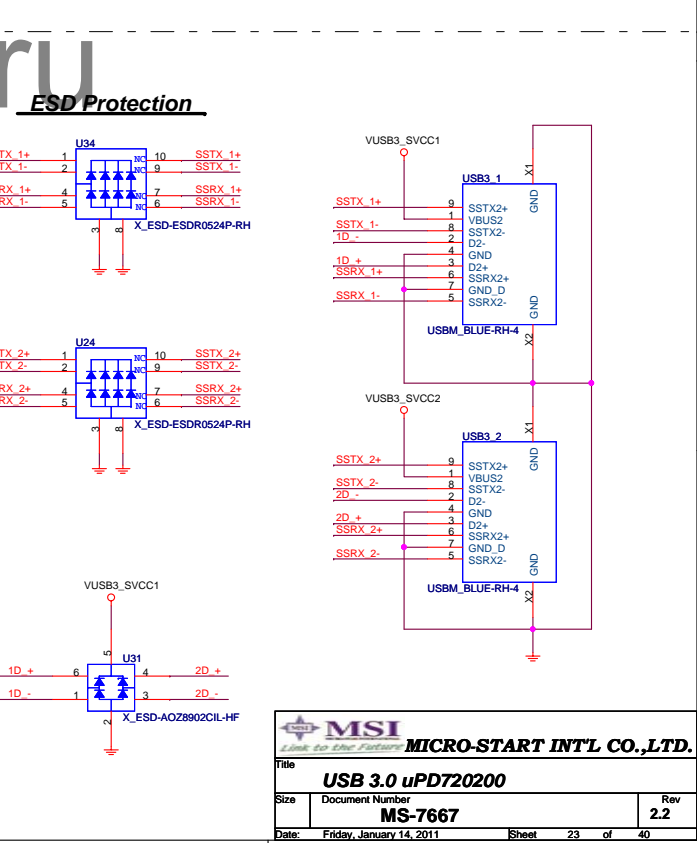 ru
ESD Protection
U34
TX_1+ 1 NC 10 SSTX_1+
TX_1- 2 NC 9 SSTX_1-
RX_1+ 4 NC 7 SSRX_1+
RX_1- 5 NC 6 SSRX_1-
3 8
X_ESD-ESDR0524P-RH
U24
TX_2+ 1 NC 10 SSTX_2+
TX_2- 2 NC 9 SSTX_2-
RX_2+ 4 NC 7 SSRX_2+
RX_2- 5 NC 6 SSRX_2-
3 8
X_ESD-ESDR0524P-RH
VUSB3_SVCC1
5
U31
1D_+ 6 4 2D_+
1D_- 1 3 2D_-
2
X_ESD-AOZ8902CIL-HF
VUSB3_SVCC1
USB3_1
X1
GND
SSTX_1+ 9 SSTX2+
1 VBUS2
SSTX_1- 8 SSTX2-
1D_- 2 D2-
4 GND
1D_+ 3 D2+
SSRX_1+ 6 SSRX2+
7 GND_D
SSRX_1- 5 SSRX2-
GND
X2
USBM_BLUE-RH-4
VUSB3_SVCC2
USB3_2
X1
GND
SSTX_2+ 9 SSTX2+
1 VBUS2
SSTX_2- 8 SSTX2-
2D_- 2 D2-
4 GND
2D_+ 3 D2+
SSRX_2+ 6 SSRX2+
7 GND_D
SSRX_2- 5 SSRX2-
GND
X2
USBM_BLUE-RH-4
MSI
Link to the Future MICRO-START INT'L CO.,LTD.
Title
USB 3.0 uPD720200
Size Document Number Rev
MS-7667 2.2
Date: Friday, January 14, 2011 Sheet 23 of 40